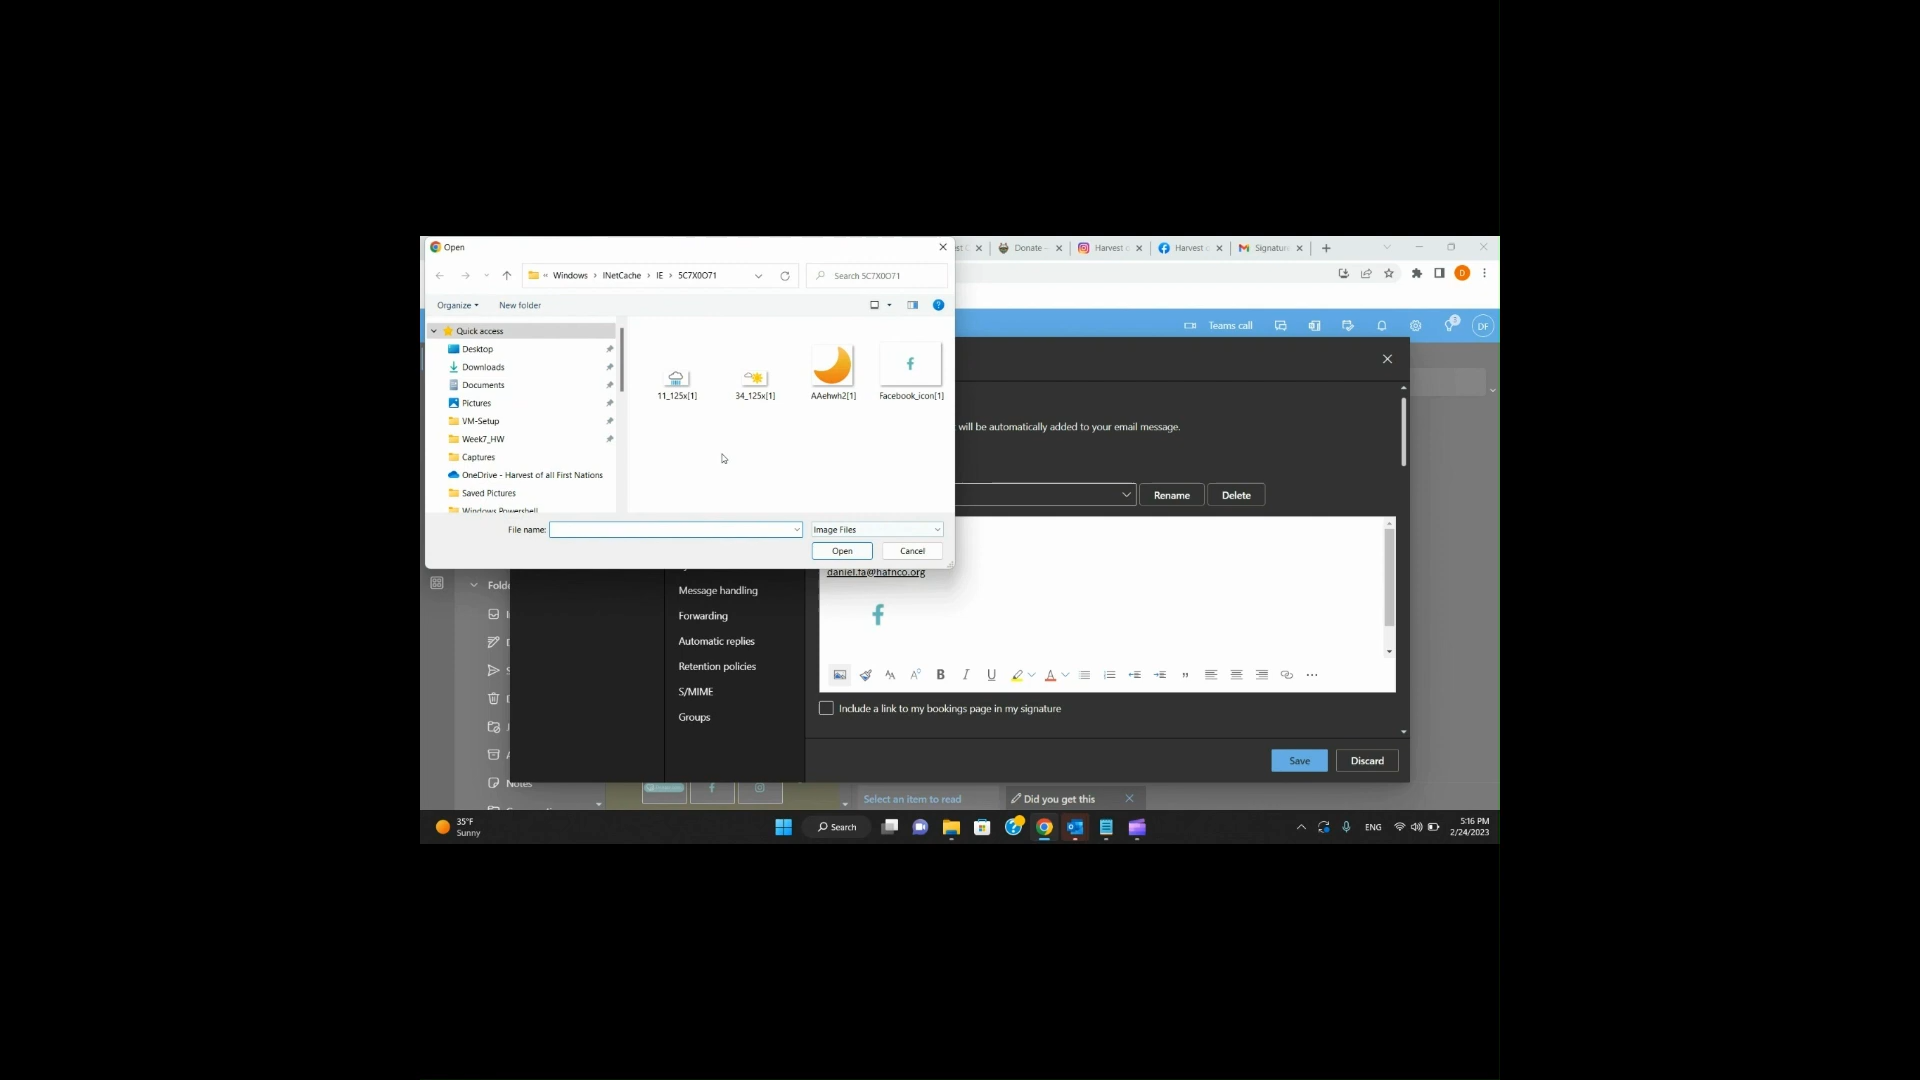 Open
Donate -
Harvest o
Harvest o
Signature
« Windows > INetCache > IE > 5C7X0O71
Search 5C7X0O71
Organize
New folder
Teams call
DF
D
Quick access
Desktop
Downloads
Documents
Pictures
VM-Setup
Week7_HW
Captures
OneDrive - Harvest of all First Nations
Saved Pictures
Windows Powershell
11_125x[1]
34_125x[1]
AAehwh2[1]
Facebook_icon[1]
will be automatically added to your email message.
Rename
Delete
File name:
Image Files
Open
Cancel
daniel.fa@hafnco.org
Folde
Message handling
Forwarding
Automatic replies
Retention policies
S/MIME
Groups
Include a link to my bookings page in my signature
Save
Discard
Notes
Select an item to read
Did you get this
35°F
Sunny
Search
ENG
5:16 PM
2/24/2023